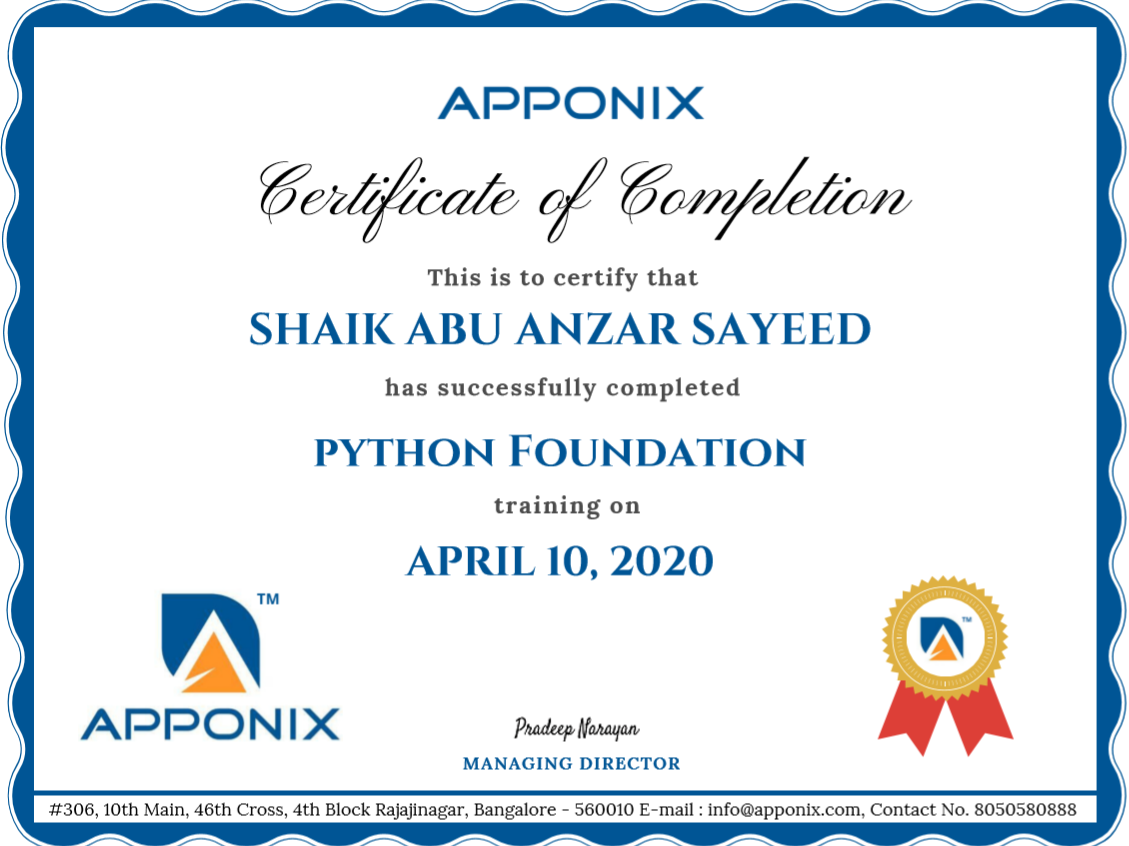 APPONIX
Certificate of Completion
This is to certify that
SHAIK ABU ANZAR SAYEED
has successfully completed
PYTHON FOUNDATION
training on
APRIL 10, 2020
TM
APPONIX
TM
Pradeep Narayan
MANAGING DIRECTOR
#306, 10th Main, 46th Cross, 4th Block Rajajinagar, Bangalore - 560010 E-mail : info@apponix.com, Contact No. 8050580888